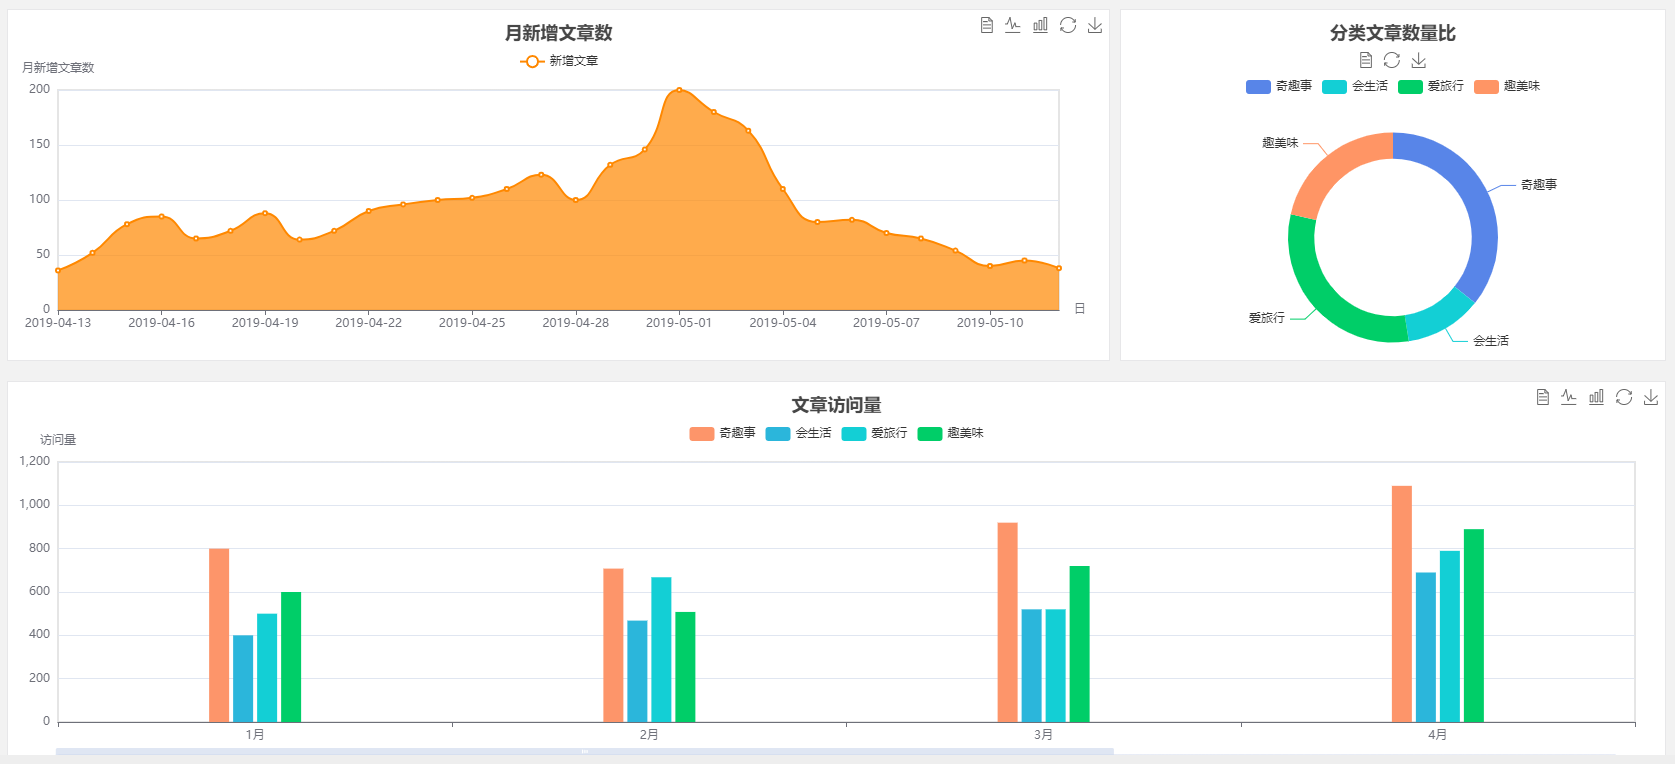 月新增文章数
新增文章
月新增文章数
200
150
100
50
0
日
2019-04-13 2019-04-16 2019-04-19 2019-04-22 2019-04-25 2019-04-28 2019-05-01 2019-05-04 2019-05-07 2019-05-10
分类文章数量比
奇趣事 会生活 爱旅行 趣美味
趣美味
奇趣事
爱旅行
会生活
文章访问量
奇趣事 会生活 爱旅行 趣美味
访问量
1,200
1,000
800
600
400
200
0
1月 2月 3月 4月